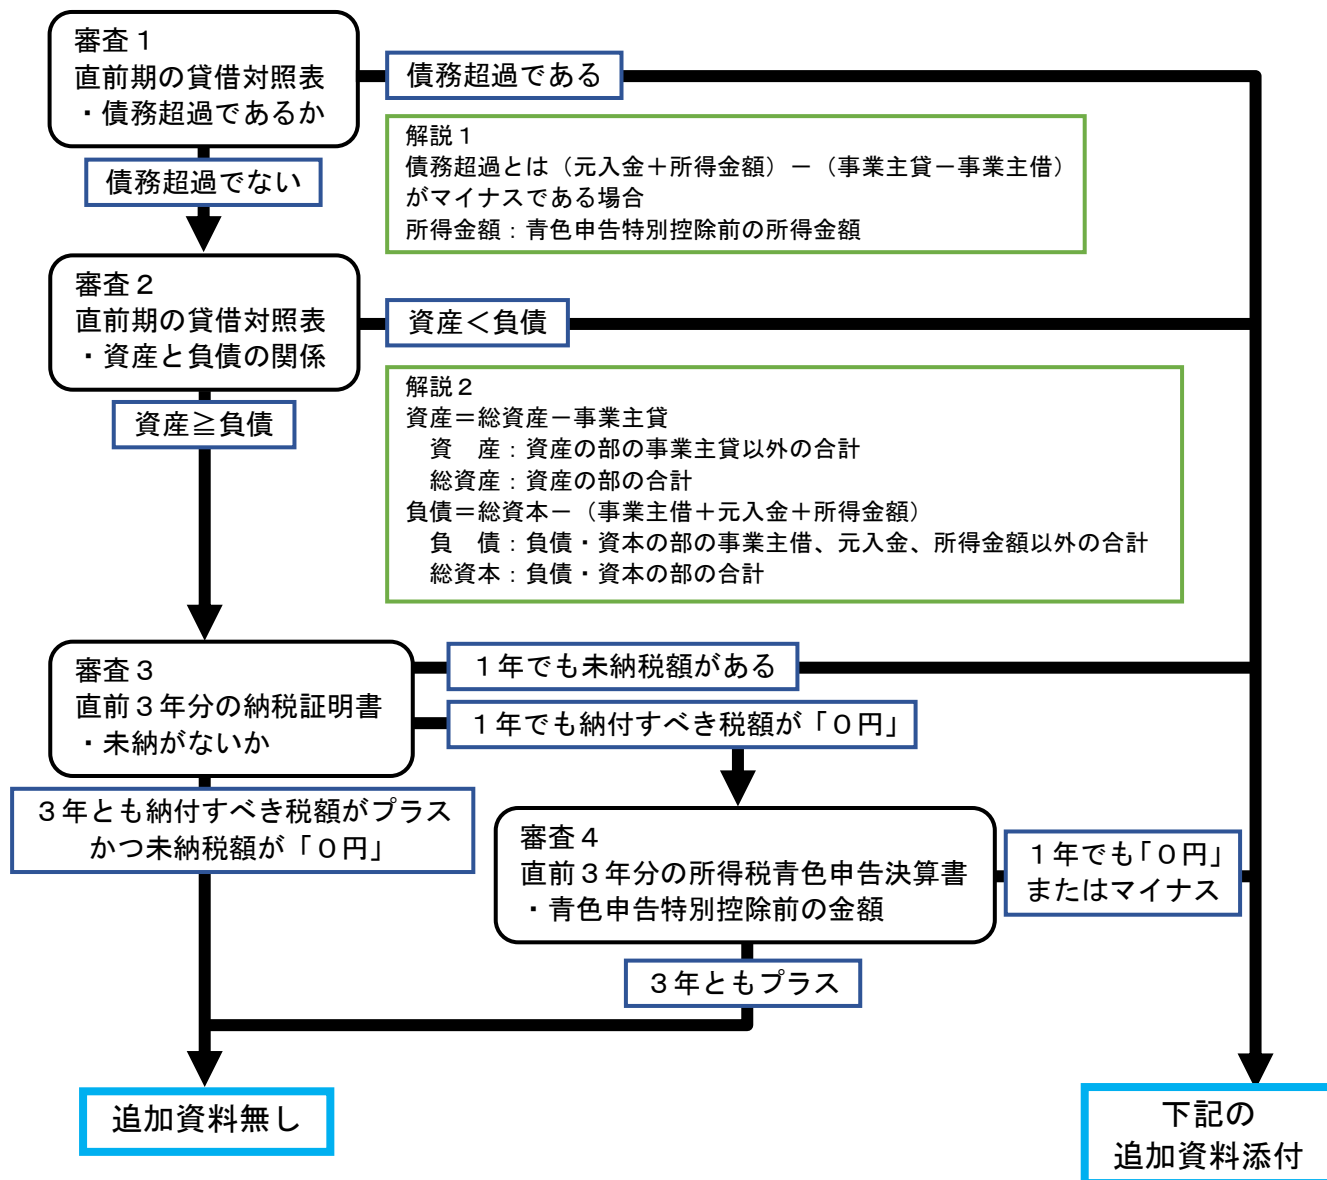 審査１
直前期の貸借対照表
・債務超過であるか
債務超過である
解説１
債務超過とは（元入金＋所得金額）－（事業主貸－事業主借）
がマイナスである場合
所得金額：青色申告特別控除前の所得金額
債務超過でない
審査２
直前期の貸借対照表
・資産と負債の関係
資産＜負債
解説２
資産＝総資産－事業主貸
資　産：資産の部の事業主貸以外の合計
総資産：資産の部の合計
負債＝総資本－（事業主借＋元入金＋所得金額）
負　債：負債・資本の部の事業主借、元入金、所得金額以外の合計
総資本：負債・資本の部の合計
資産≧負債
審査３
直前３年分の納税証明書
・未納がないか
１年でも未納税額がある
１年でも納付すべき税額が「０円」
３年とも納付すべき税額がプラス
かつ未納税額が「０円」
審査４
直前３年分の所得税青色申告決算書
・青色申告特別控除前の金額
１年でも「０円」
またはマイナス
３年ともプラス
追加資料無し
下記の
追加資料添付